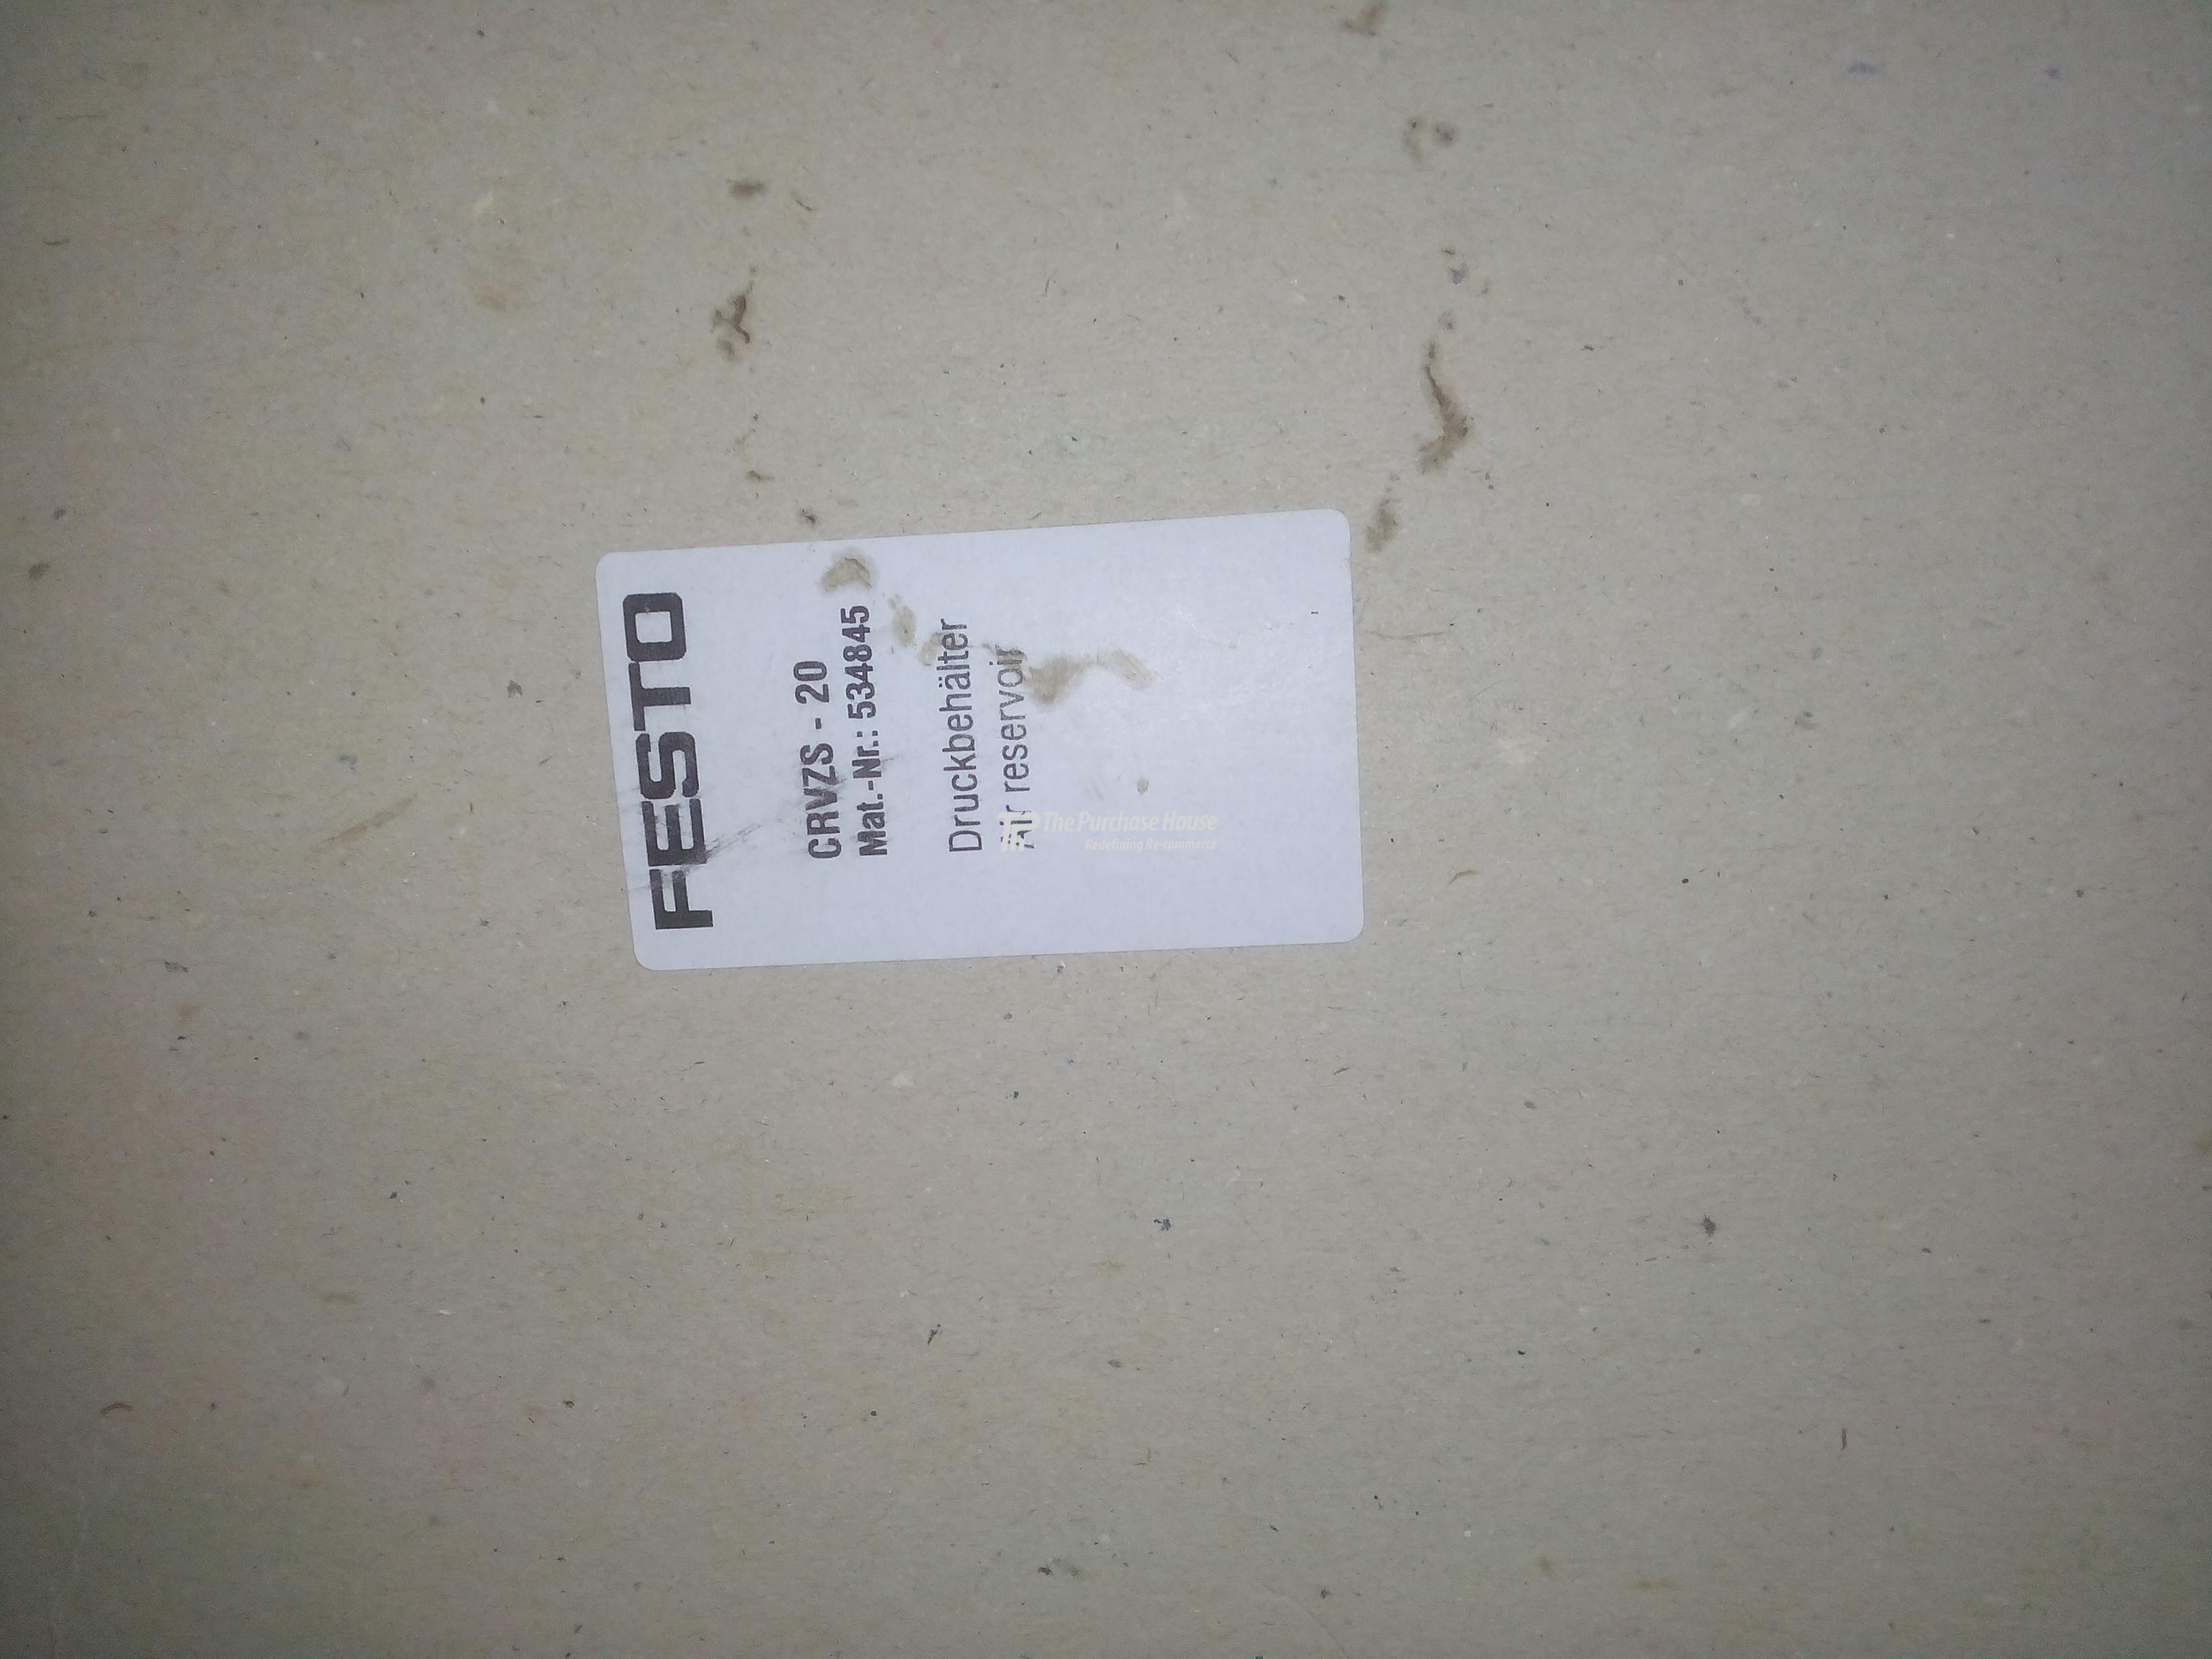 FESTO
CRVZS - 20
Mat.-Nr.: 534845
Druckbehälter
Air reservoir
The Purchase House
Redefining Re-commerce